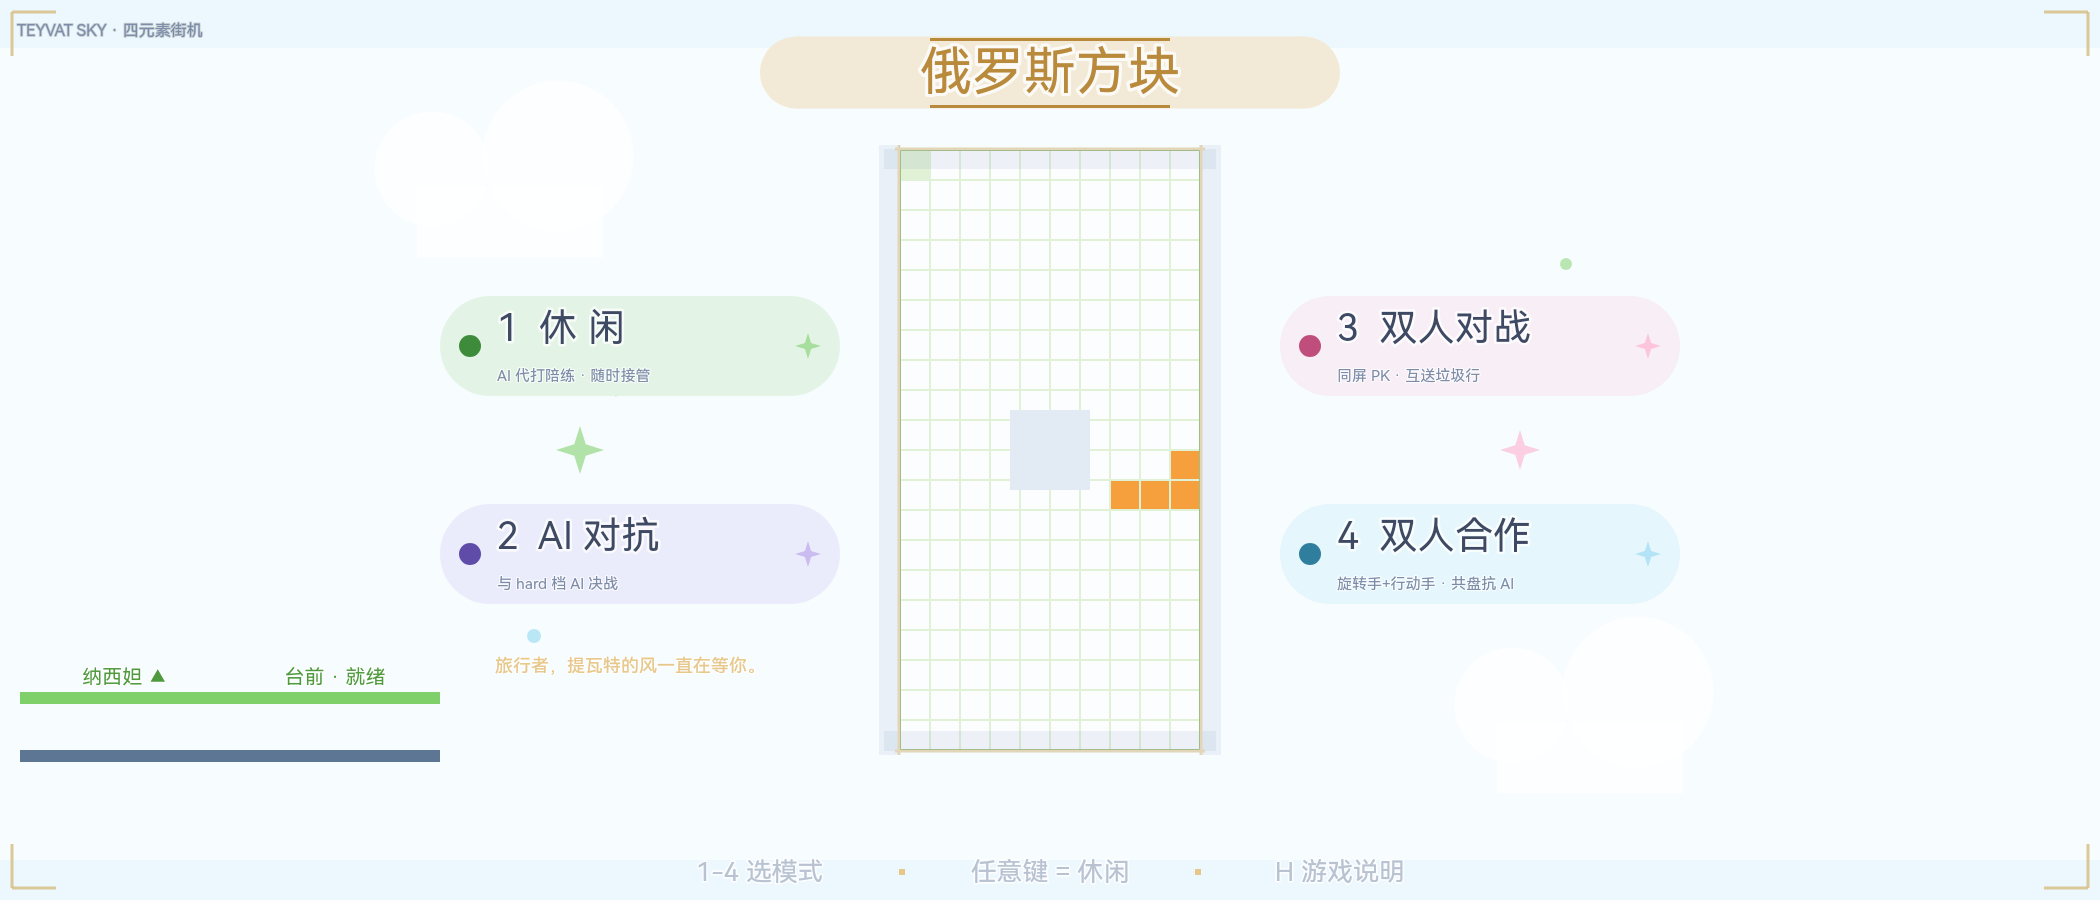 TEYVAT SKY · 四元素街机
俄罗斯方块
1 休 闲
AI 代打陪练 · 随时接管
2 AI 对抗
与 hard 档 AI 决战
3 双人对战
同屏 PK · 互送垃圾行
4 双人合作
旋转手+行动手 · 共盘抗 AI
旅行者，提瓦特的风一直在等你。
纳西妲 ▲ 台前 · 就绪
1-4 选模式 · 任意键 = 休闲 · H 游戏说明